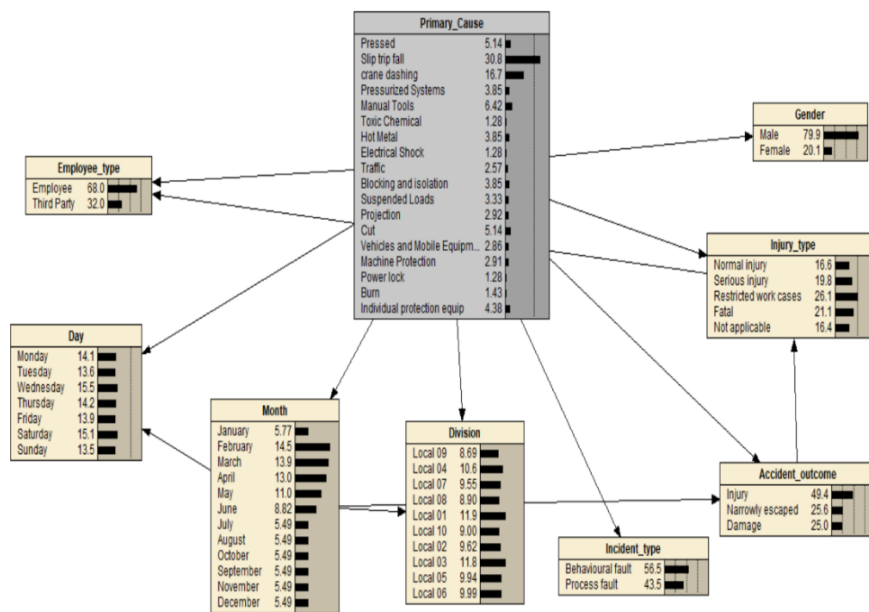 Primary_Cause
Pressed 5.14
Slip trip fall 30.8
crane dashing 16.7
Pressurized Systems 3.85
Manual Tools 6.42
Toxic Chemical 1.28
Hot Metal 3.85
Electrical Shock 1.28
Traffic 2.57
Blocking and isolation 3.85
Suspended Loads 3.33
Projection 2.92
Cut 5.14
Vehicles and Mobile Equipm... 2.86
Machine Protection 2.91
Power lock 1.28
Burn 1.43
Individual protection equip 4.38
Gender
Male 79.9
Female 20.1
Employee_type
Employee 68.0
Third Party 32.0
Injury_type
Normal injury 16.6
Serious injury 19.8
Restricted work cases 26.1
Fatal 21.1
Not applicable 16.4
Day
Monday 14.1
Tuesday 13.6
Wednesday 15.5
Thursday 14.2
Friday 13.9
Saturday 15.1
Sunday 13.5
Month
January 5.77
February 14.5
March 13.9
April 13.0
May 11.0
June 8.82
July 5.49
August 5.49
October 5.49
September 5.49
November 5.49
December 5.49
Division
Local 09 8.69
Local 04 10.6
Local 07 9.55
Local 08 8.90
Local 01 11.9
Local 10 9.00
Local 02 9.62
Local 03 11.8
Local 05 9.94
Local 06 9.99
Accident_outcome
Injury 49.4
Narrowly escaped 25.6
Damage 25.0
Incident_type
Behavioural fault 56.5
Process fault 43.5